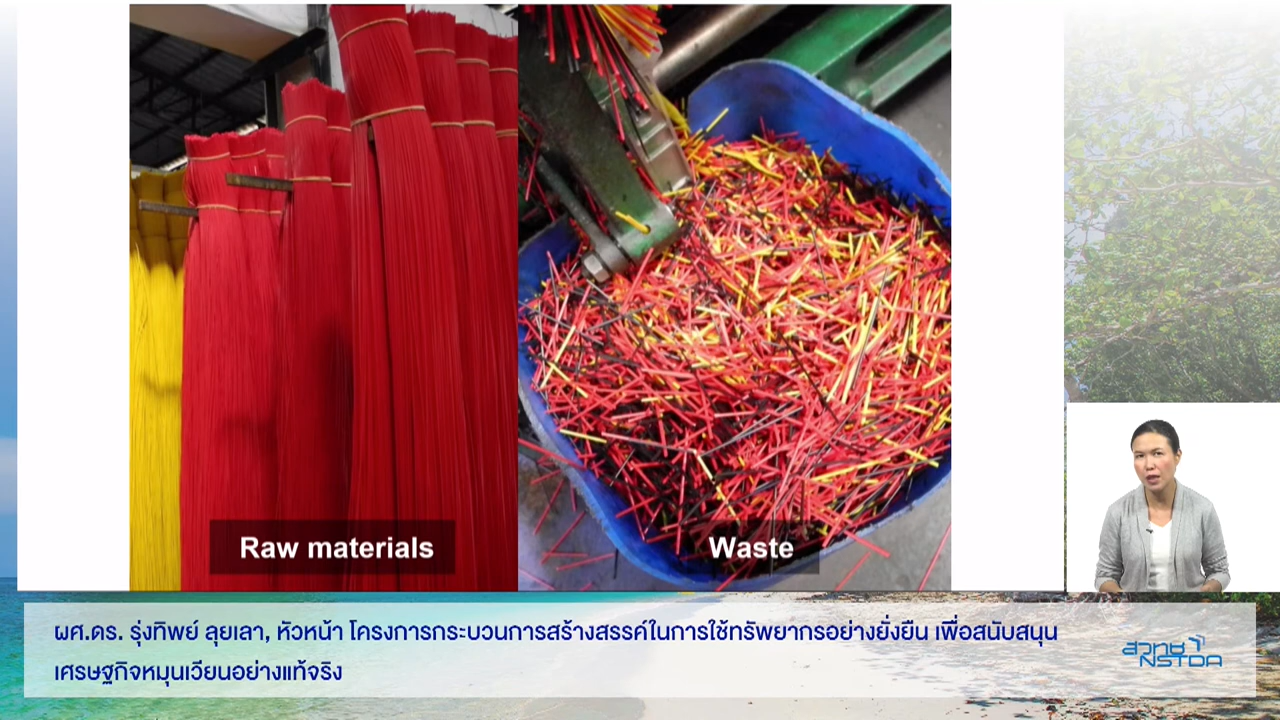 Raw materials
Waste
ผศ.ดร. รุ่งทิพย์ ลุยเลา, หัวหน้า โครงการกระบวนการสร้างสรรค์ในการใช้ทรัพยากรอย่างยั่งยืน เพื่อสนับสนุน
เศรษฐกิจหมุนเวียนอย่างแท้จริง
สวทช
NSTDA